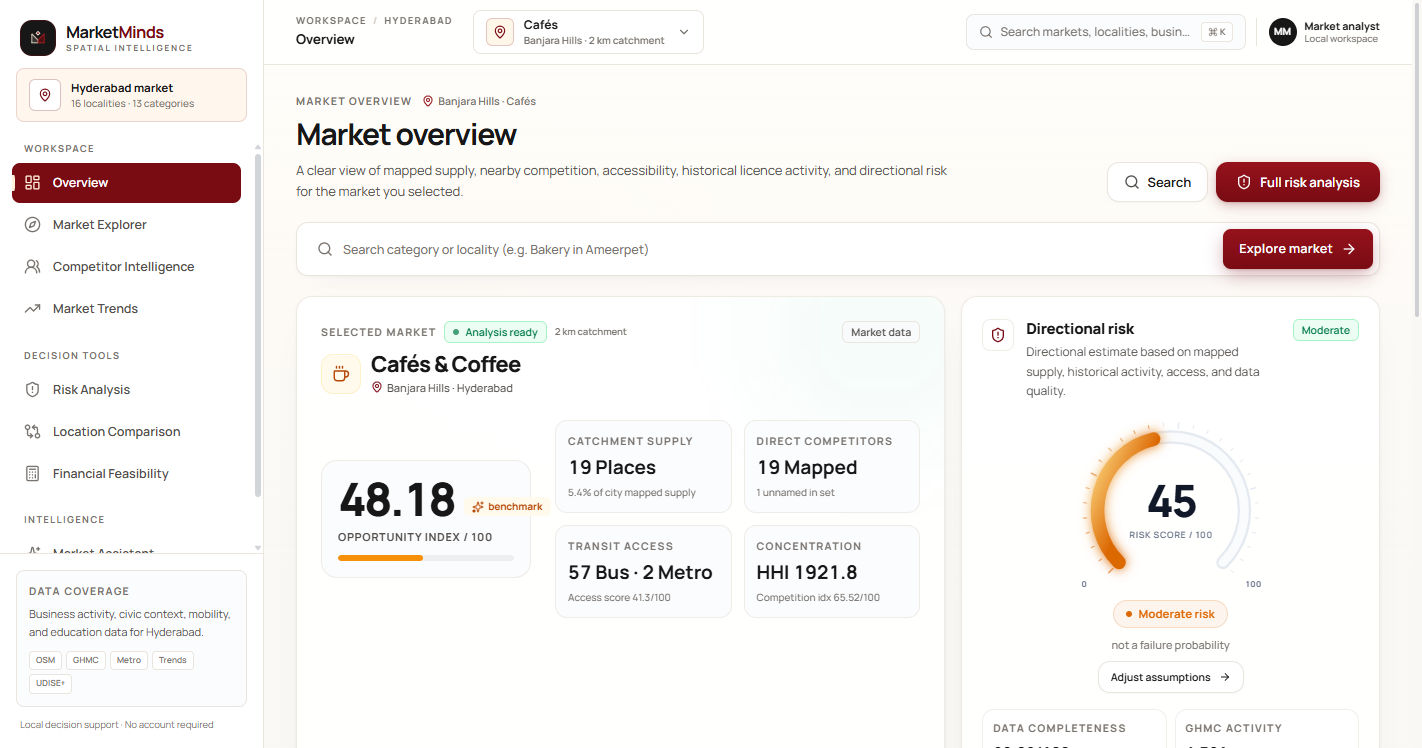 MarketMinds
SPATIAL INTELLIGENCE
Hyderabad market
16 localities · 13 categories
WORKSPACE
Overview
Market Explorer
Competitor Intelligence
Market Trends
DECISION TOOLS
Risk Analysis
Location Comparison
Financial Feasibility
INTELLIGENCE
Market Assistant
DATA COVERAGE
Business activity, civic context, mobility,
and education data for Hyderabad.
OSM GHMC Metro Trends
UDISE+
Local decision support · No account required
WORKSPACE / HYDERABAD
Overview
Cafés
Banjara Hills · 2 km catchment
Search markets, localities, busin... ⌘ K
MM
Market analyst
Local workspace
MARKET OVERVIEW Banjara Hills · Cafés
Market overview
A clear view of mapped supply, nearby competition, accessibility, historical licence activity, and directional risk
for the market you selected.
Search
Full risk analysis
Search category or locality (e.g. Bakery in Ameerpet)
Explore market
SELECTED MARKET Analysis ready 2 km catchment Market data
Cafés & Coffee
Banjara Hills · Hyderabad
48.18 benchmark
OPPORTUNITY INDEX / 100
CATCHMENT SUPPLY
19 Places
5.4% of city mapped supply
DIRECT COMPETITORS
19 Mapped
1 unnamed in set
TRANSIT ACCESS
57 Bus · 2 Metro
Access score 41.3/100
CONCENTRATION
HHI 1921.8
Competition idx 65.52/100
Directional risk
Moderate
Directional estimate based on mapped
supply, historical activity, access, and data
quality.
45
RISK SCORE / 100
0 100
Moderate risk
not a failure probability
Adjust assumptions
DATA COMPLETENESS
GHMC ACTIVITY